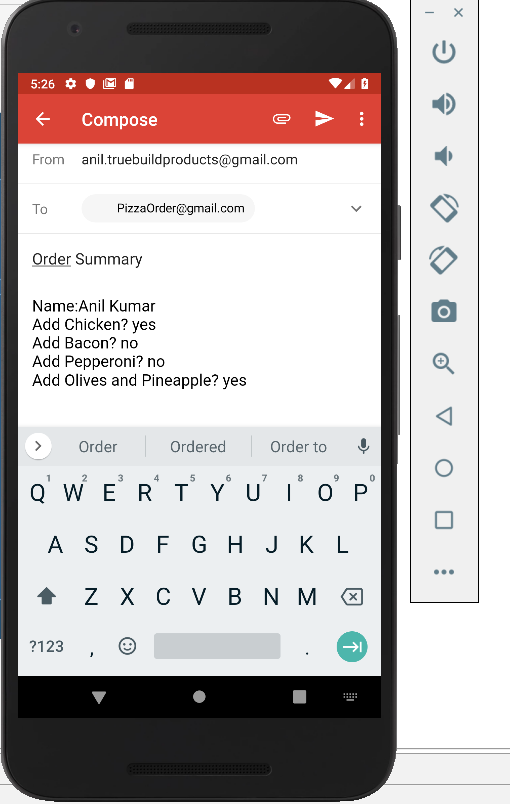 5:26
Compose
From anil.truebuildproducts@gmail.com
To PizzaOrder@gmail.com
Order Summary
Name:Anil Kumar
Add Chicken? yes
Add Bacon? no
Add Pepperoni? no
Add Olives and Pineapple? yes
Order Ordered Order to
1 2 3 4 5 6 7 8 9 0
Q W E R T Y U I O P
A S D F G H J K L
Z X C V B N M
?123 , .